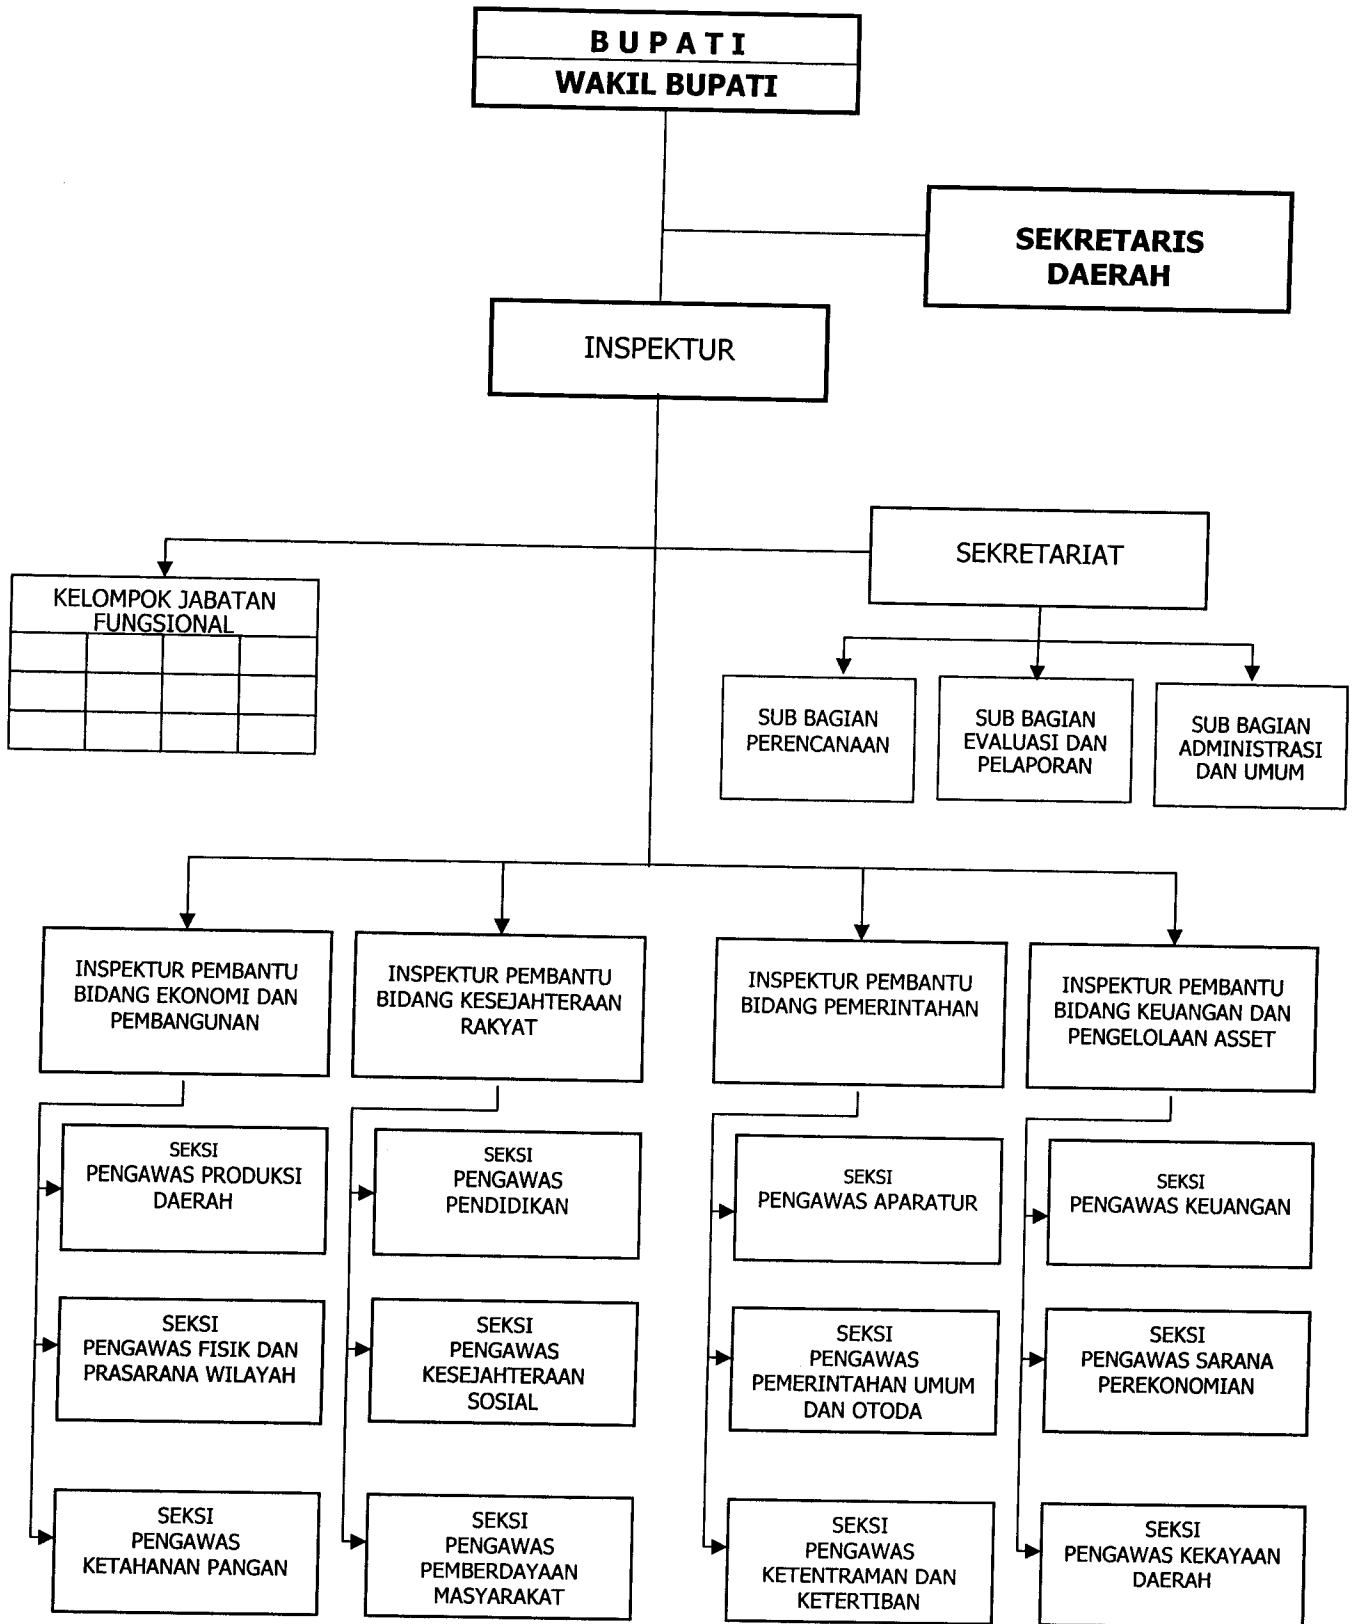 B U P A T I
WAKIL BUPATI
SEKRETARIS
DAERAH
INSPEKTUR
SEKRETARIAT
KELOMPOK JABATAN
FUNGSIONAL
SUB BAGIAN
PERENCANAAN
SUB BAGIAN
EVALUASI DAN
PELAPORAN
SUB BAGIAN
ADMINISTRASI
DAN UMUM
INSPEKTUR PEMBANTU
BIDANG EKONOMI DAN
PEMBANGUNAN
INSPEKTUR PEMBANTU
BIDANG KESEJAHTERAAN
RAKYAT
INSPEKTUR PEMBANTU
BIDANG PEMERINTAHAN
INSPEKTUR PEMBANTU
BIDANG KEUANGAN DAN
PENGELOLAAN ASSET
SEKSI
PENGAWAS PRODUKSI
DAERAH
SEKSI
PENGAWAS
PENDIDIKAN
SEKSI
PENGAWAS APARATUR
SEKSI
PENGAWAS KEUANGAN
SEKSI
PENGAWAS FISIK DAN
PRASARANA WILAYAH
SEKSI
PENGAWAS
KESEJAHTERAAN
SOSIAL
SEKSI
PENGAWAS
PEMERINTAHAN UMUM
DAN OTODA
SEKSI
PENGAWAS SARANA
PEREKONOMIAN
SEKSI
PENGAWAS
KETAHANAN PANGAN
SEKSI
PENGAWAS
PEMBERDAYAAN
MASYARAKAT
SEKSI
PENGAWAS
KETENTRAMAN DAN
KETERTIBAN
SEKSI
PENGAWAS KEKAYAAN
DAERAH